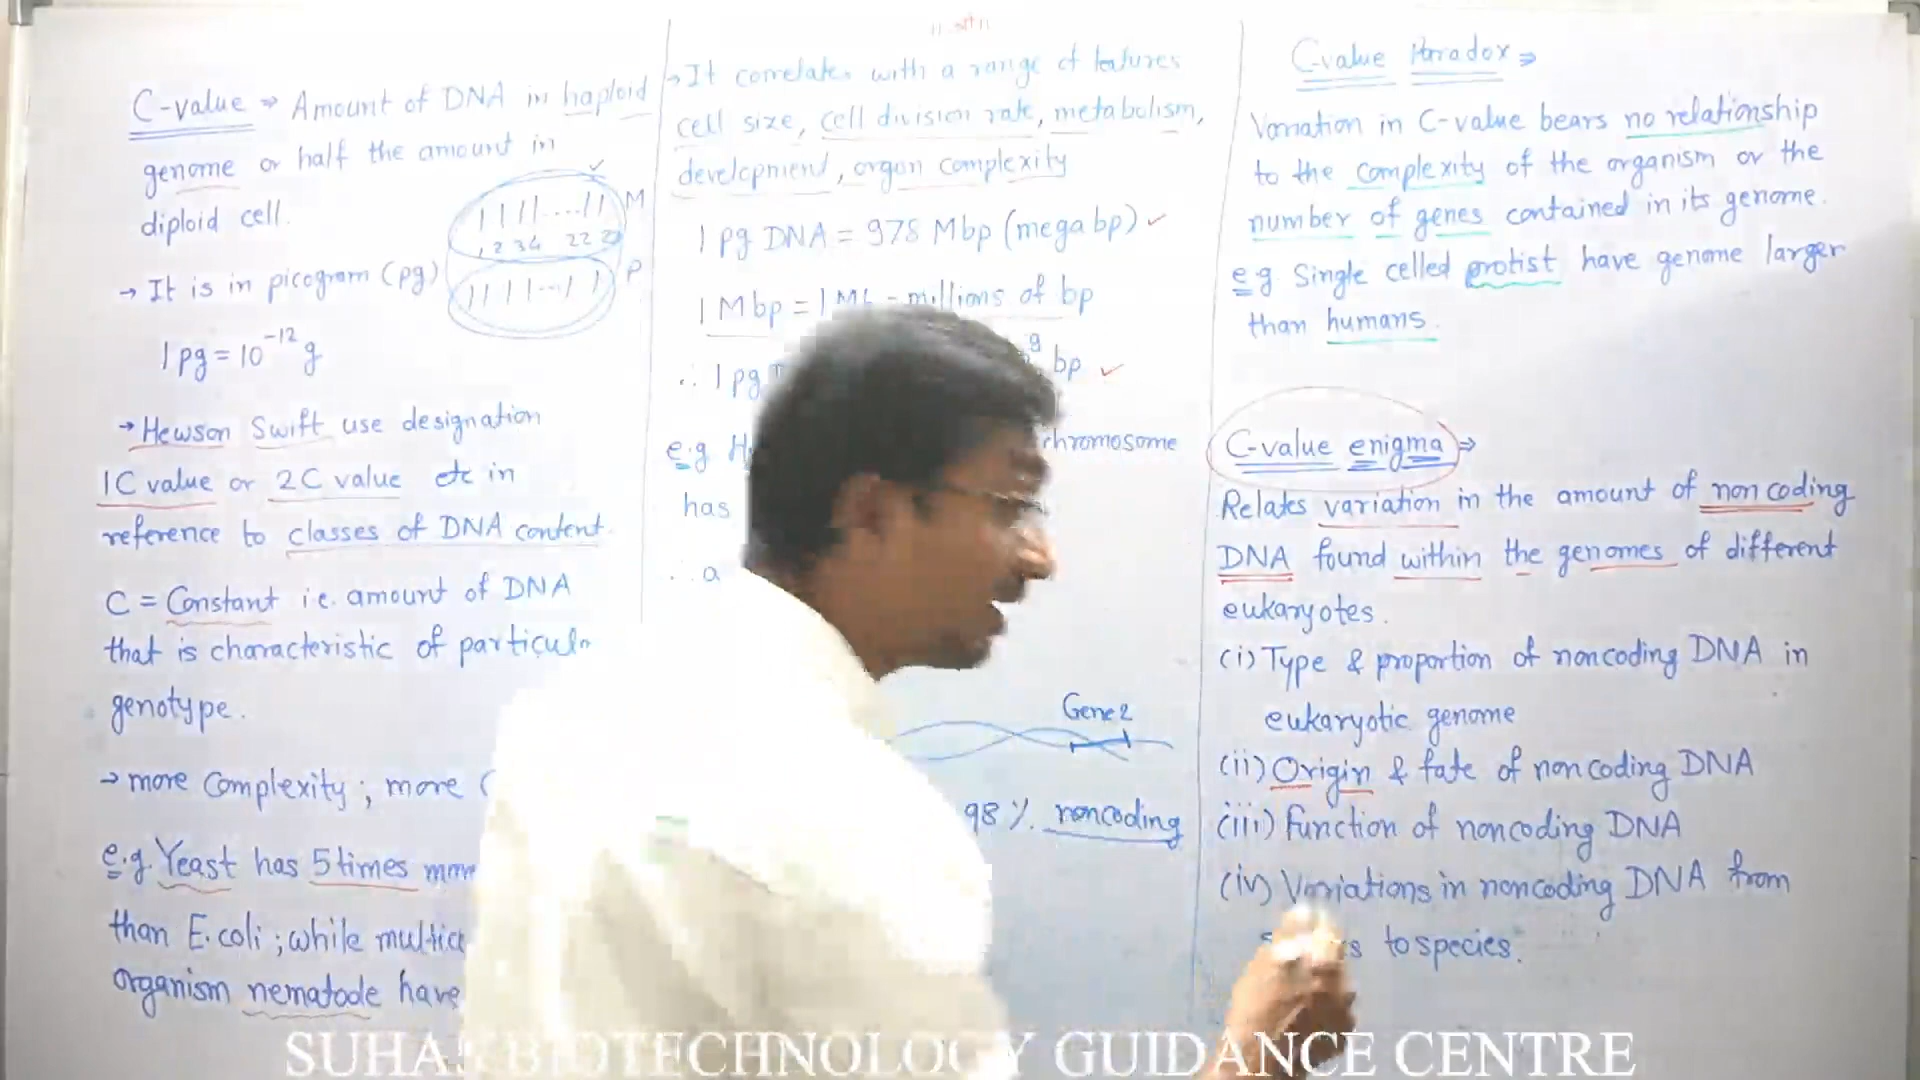 C-value ⇒ Amount of DNA in haploid
genome or half the amount in
diploid cell.
→ It is in picogram (pg)
1 pg = 10⁻¹² g
M
1 2 3 4 22 23
P
→ Hewson Swift use designation
1C value or 2C value etc in
reference to classes of DNA content.
C = Constant i.e. amount of DNA
that is characteristic of
genotype.
→ more Complexity; more
e.g. Yeast has 5 times
than E.coli; while
organism nematode have
→ It correlates with a range of features
cell size, cell division rate, metabolism,
development, organ complexity
1 pg DNA = 978 Mbp (mega bp) ✓
1 Mbp = millions of bp
∴ 1 pg bp ✓
e.g chromosome
has
∴ a
Gene 2
98 % noncoding
C-value Paradox ⇒
Variation in C-value bears no relationship
to the complexity of the organism or the
number of genes contained in its genome.
e.g Single celled protist have genome larger
than humans.
C-value enigma ⇒
Relates variation in the amount of non coding
DNA found within the genomes of different
eukaryotes.
(i) Type & proportion of noncoding DNA in
eukaryotic genome
(ii) Origin & fate of noncoding DNA
(iii) Function of noncoding DNA
(iv) Variations in noncoding DNA from
to species.
SUHAS BIOTECHNOLOGY GUIDANCE CENTRE